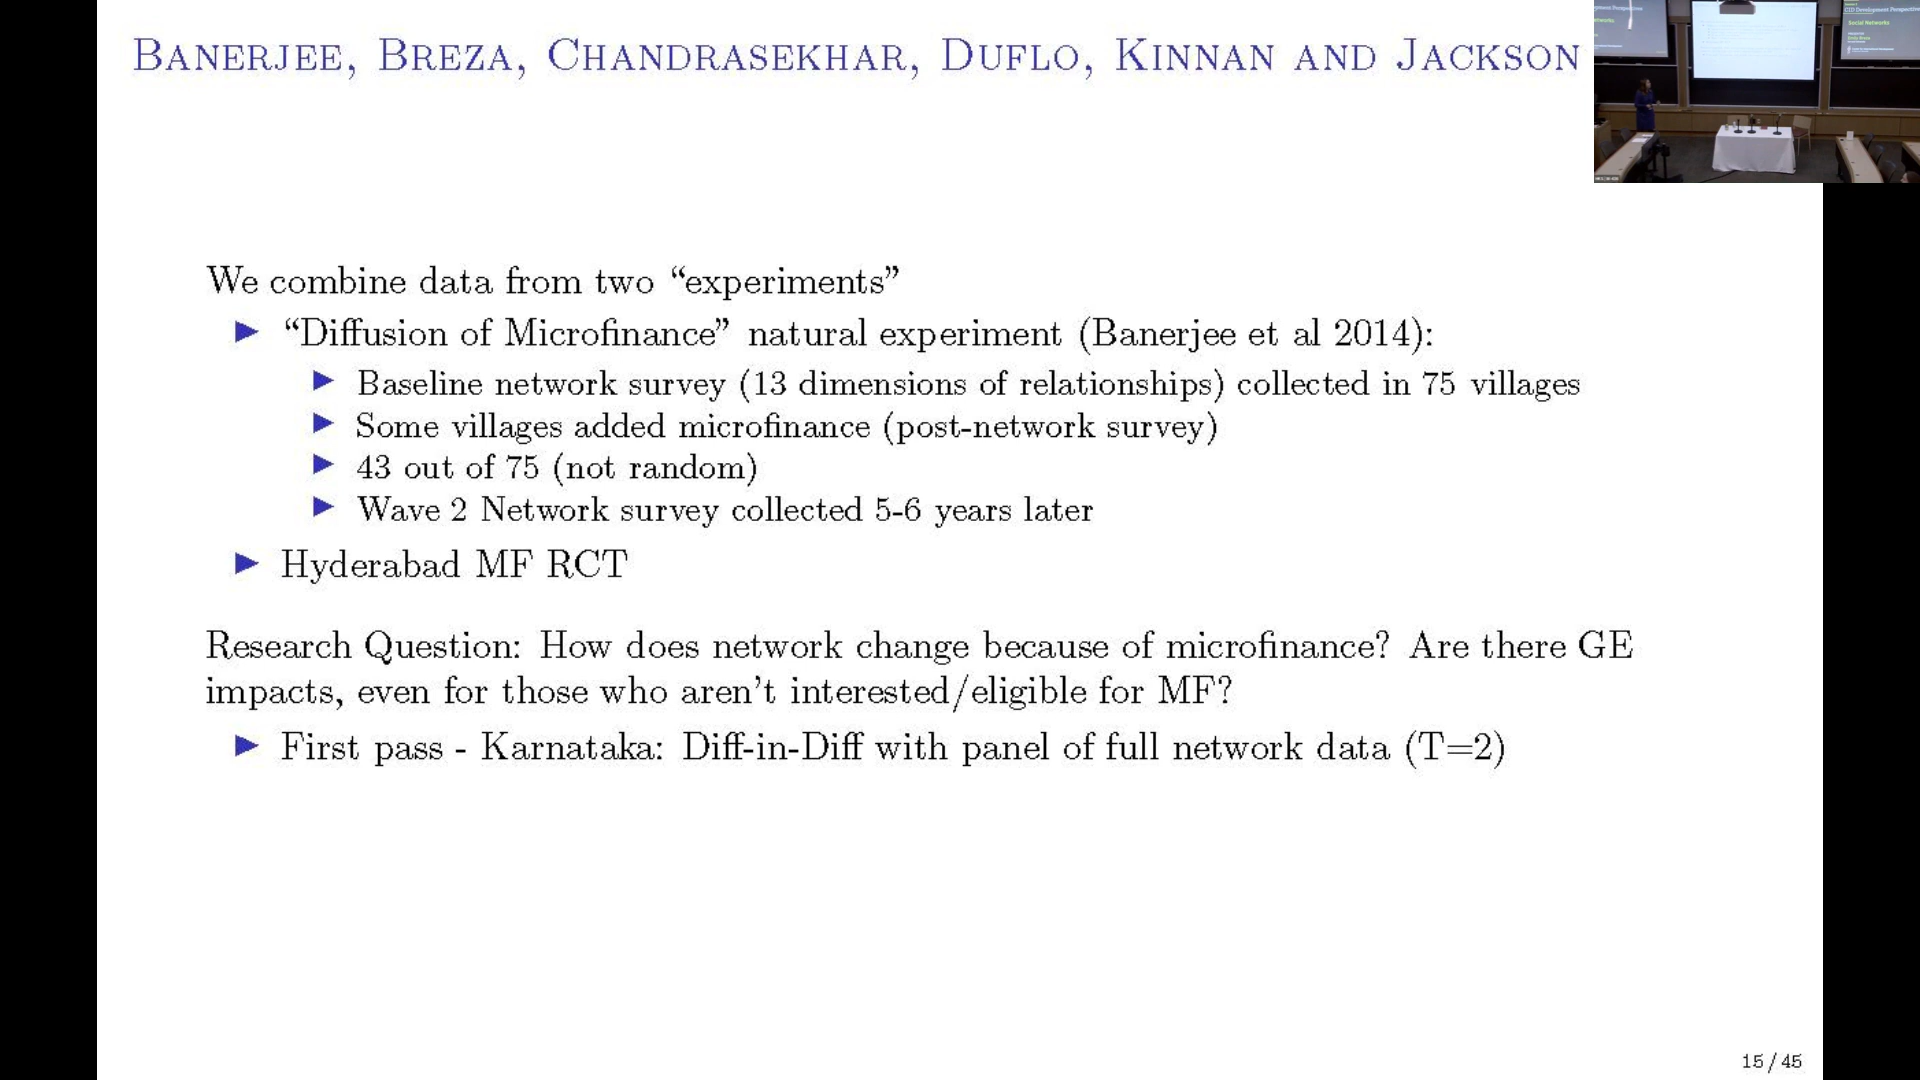 BANERJEE, BREZA, CHANDRASEKHAR, DUFLO, KINNAN AND JACKSON
We combine data from two “experiments”
“Diffusion of Microfinance” natural experiment (Banerjee et al 2014):
Baseline network survey (13 dimensions of relationships) collected in 75 villages
Some villages added microfinance (post-network survey)
43 out of 75 (not random)
Wave 2 Network survey collected 5-6 years later
Hyderabad MF RCT
Research Question: How does network change because of microfinance? Are there GE
impacts, even for those who aren’t interested/eligible for MF?
First pass - Karnataka: Diff-in-Diff with panel of full network data (T=2)
15 / 45
Development Perspectives
Social Networks